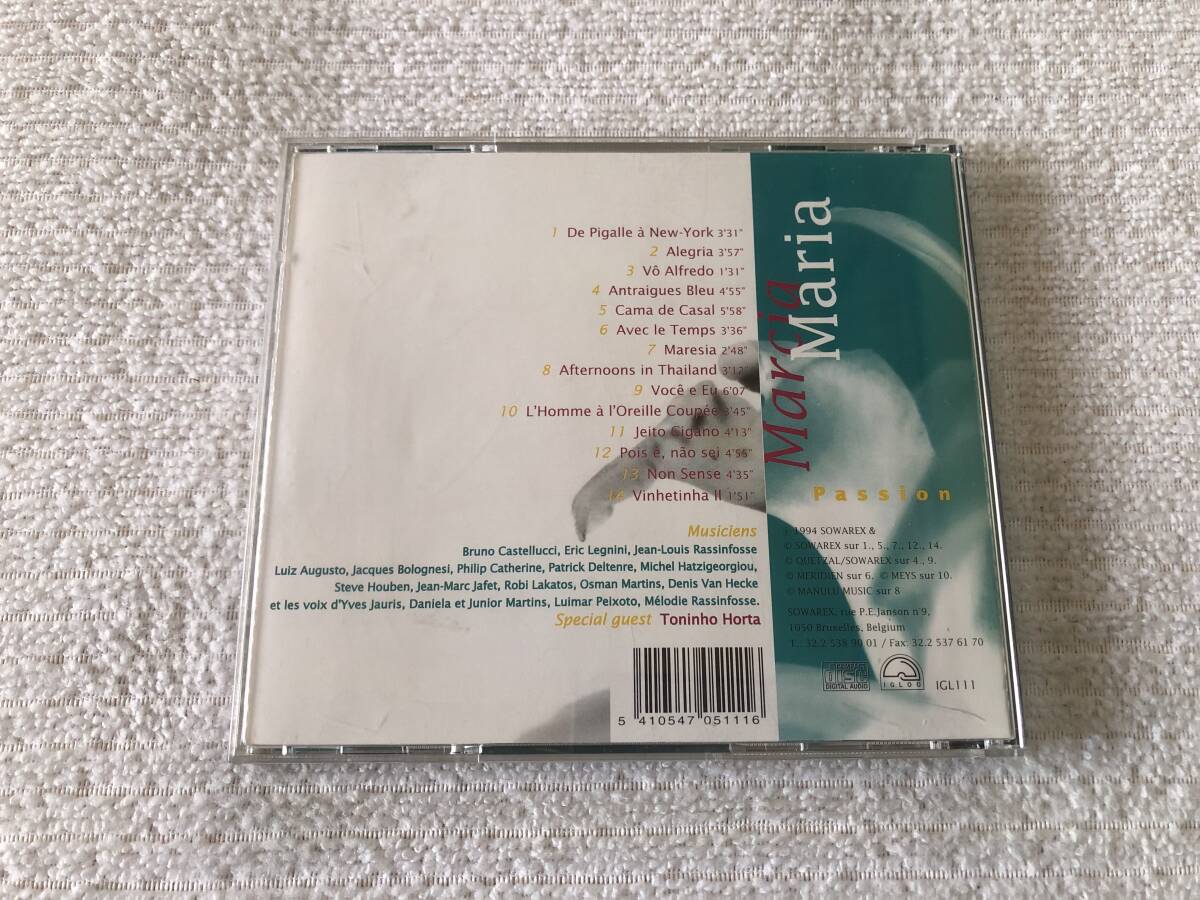 1 De Pigalle à New-York 3'31"
2 Alegria 3'57"
3 Vô Alfredo 1'31"
4 Antraigues Bleu 4'55"
5 Cama de Casal 5'58"
6 Avec le Temps 3'36"
7 Maresia 2'48"
8 Afternoons in Thailand 3'12"
9 Você e Eu 6'07"
10 L'Homme à l'Oreille Coupée 3'45"
11 Jeito Cigano 4'13"
12 Pois é, não sei 4'56"
13 Non Sense 4'35"
14 Vinhetinha II 1'51"
Musiciens
Bruno Castellucci, Eric Legnini, Jean-Louis Rassinfosse
Luiz Augusto, Jacques Bolognesi, Philip Catherine, Patrick Deltenre, Michel Hatzigeorgiou,
Steve Houben, Jean-Marc Jafet, Robi Lakatos, Osman Martins, Denis Van Hecke
et les voix d'Yves Jauris, Daniela et Junior Martins, Luimar Peixoto, Mélodie Rassinfosse.
Special guest Toninho Horta
5 410547 051116
Marcia
Maria
Passion
1994 SOWAREX &
© SOWAREX sur 1., 5., 7., 12., 14.
© QUETZAL/SOWAREX sur 4., 9.
© MERIDIEN sur 6. © MEYS sur 10.
© MANULU MUSIC sur 8
SOWAREX, rue P.E.Janson n°9,
1050 Bruxelles, Belgium
T.: 32.2 538 90 01 / Fax: 32.2 537 61 70
COMPACT
disc
DIGITAL AUDIO
IGLOO
IGL111